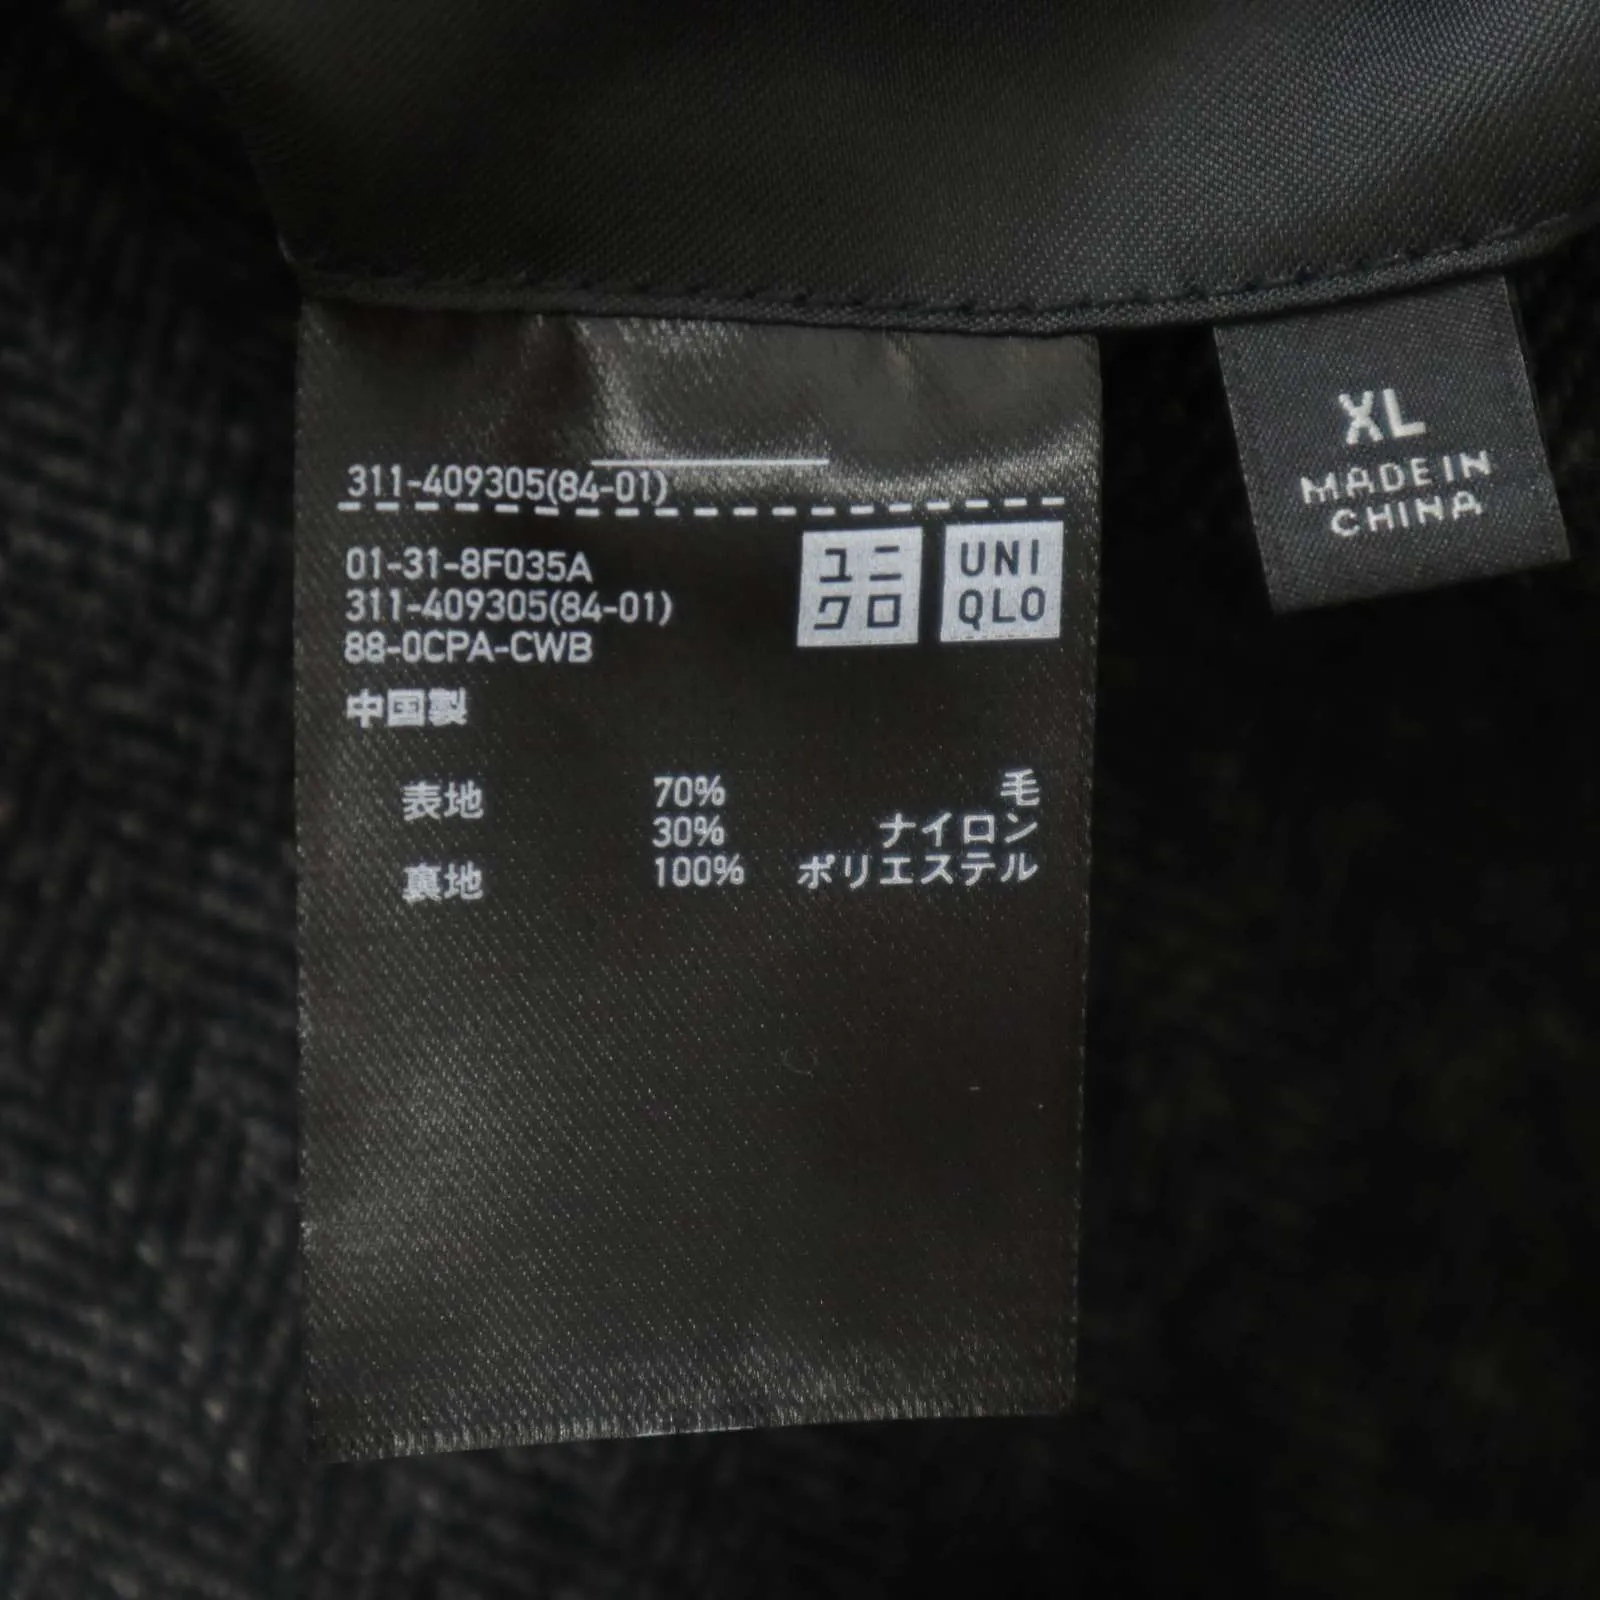 311-409305(84-01)
01-31-8F035A
311-409305(84-01)
88-0CPA-CWB
ユニ
クロ
UNI
QLO
中国製
表地 70% 毛
30% ナイロン
裏地 100% ポリエステル
XL
MADE IN
CHINA